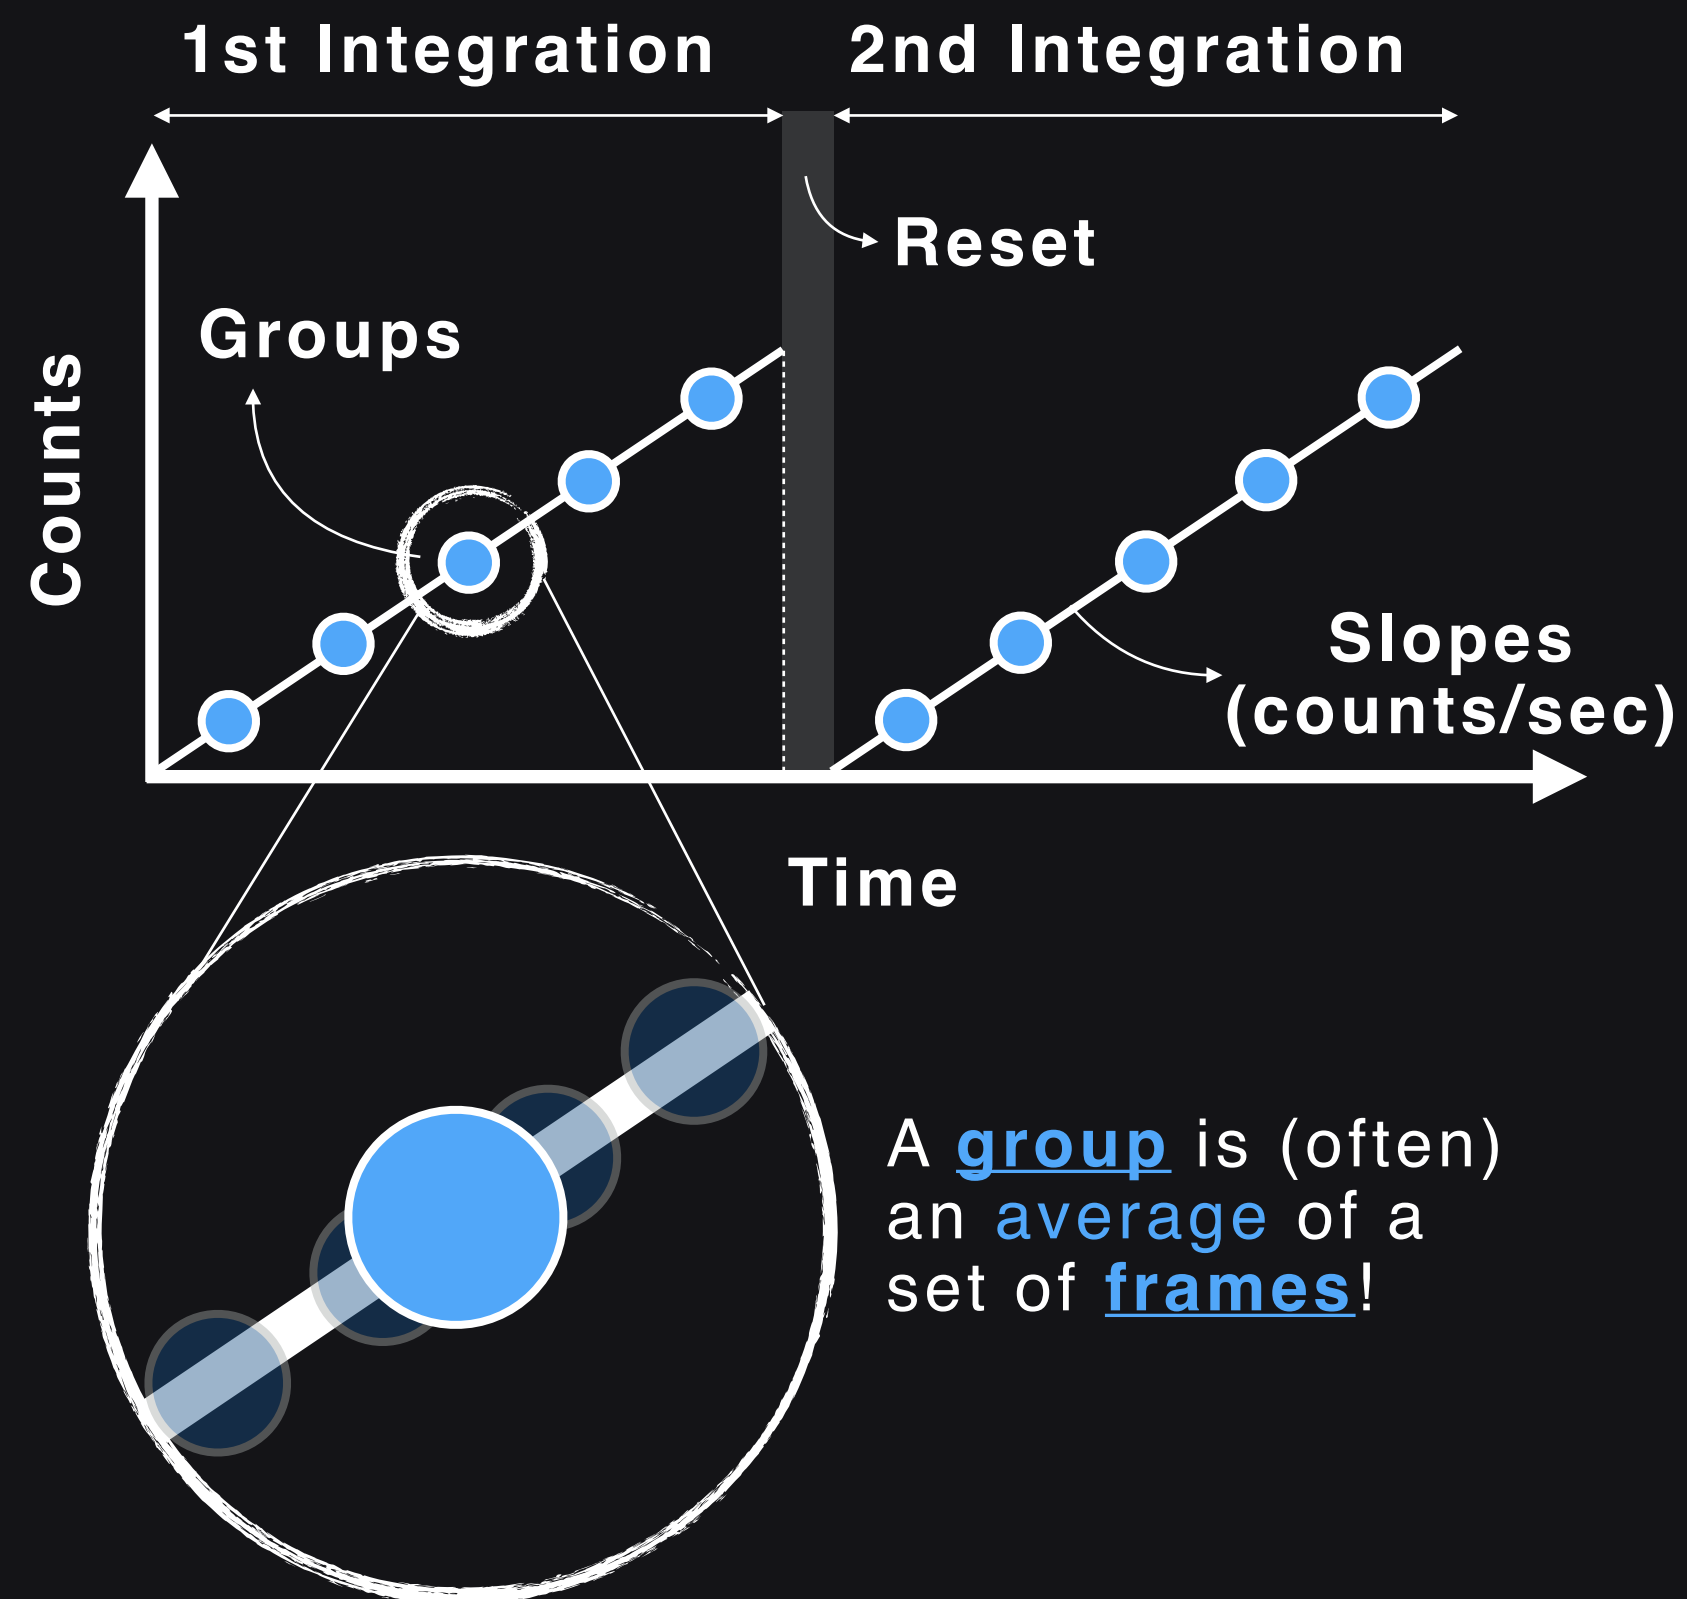 1st Integration
2nd Integration
Reset
Groups
Counts
Slopes
(counts/sec)
Time
A group is (often)
an average of a
set of frames!